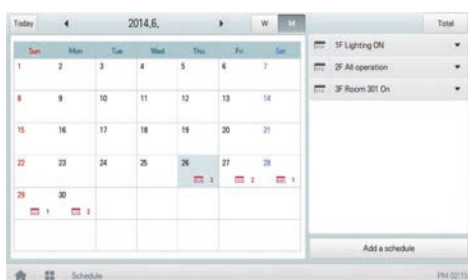 Today 2014.6. W M Total
Sun Mon Tue Wed Thu Fri Sat
1 2 3 4 5 6 7
8 9 10 11 12 13 14
15 16 17 18 19 20 21
22 23 24 25 26 27 28
3 2 1
29 30
1 2
1F Lighting ON
2F All operation
3F Room 301 On
Add a schedule
Schedule PM 02:15